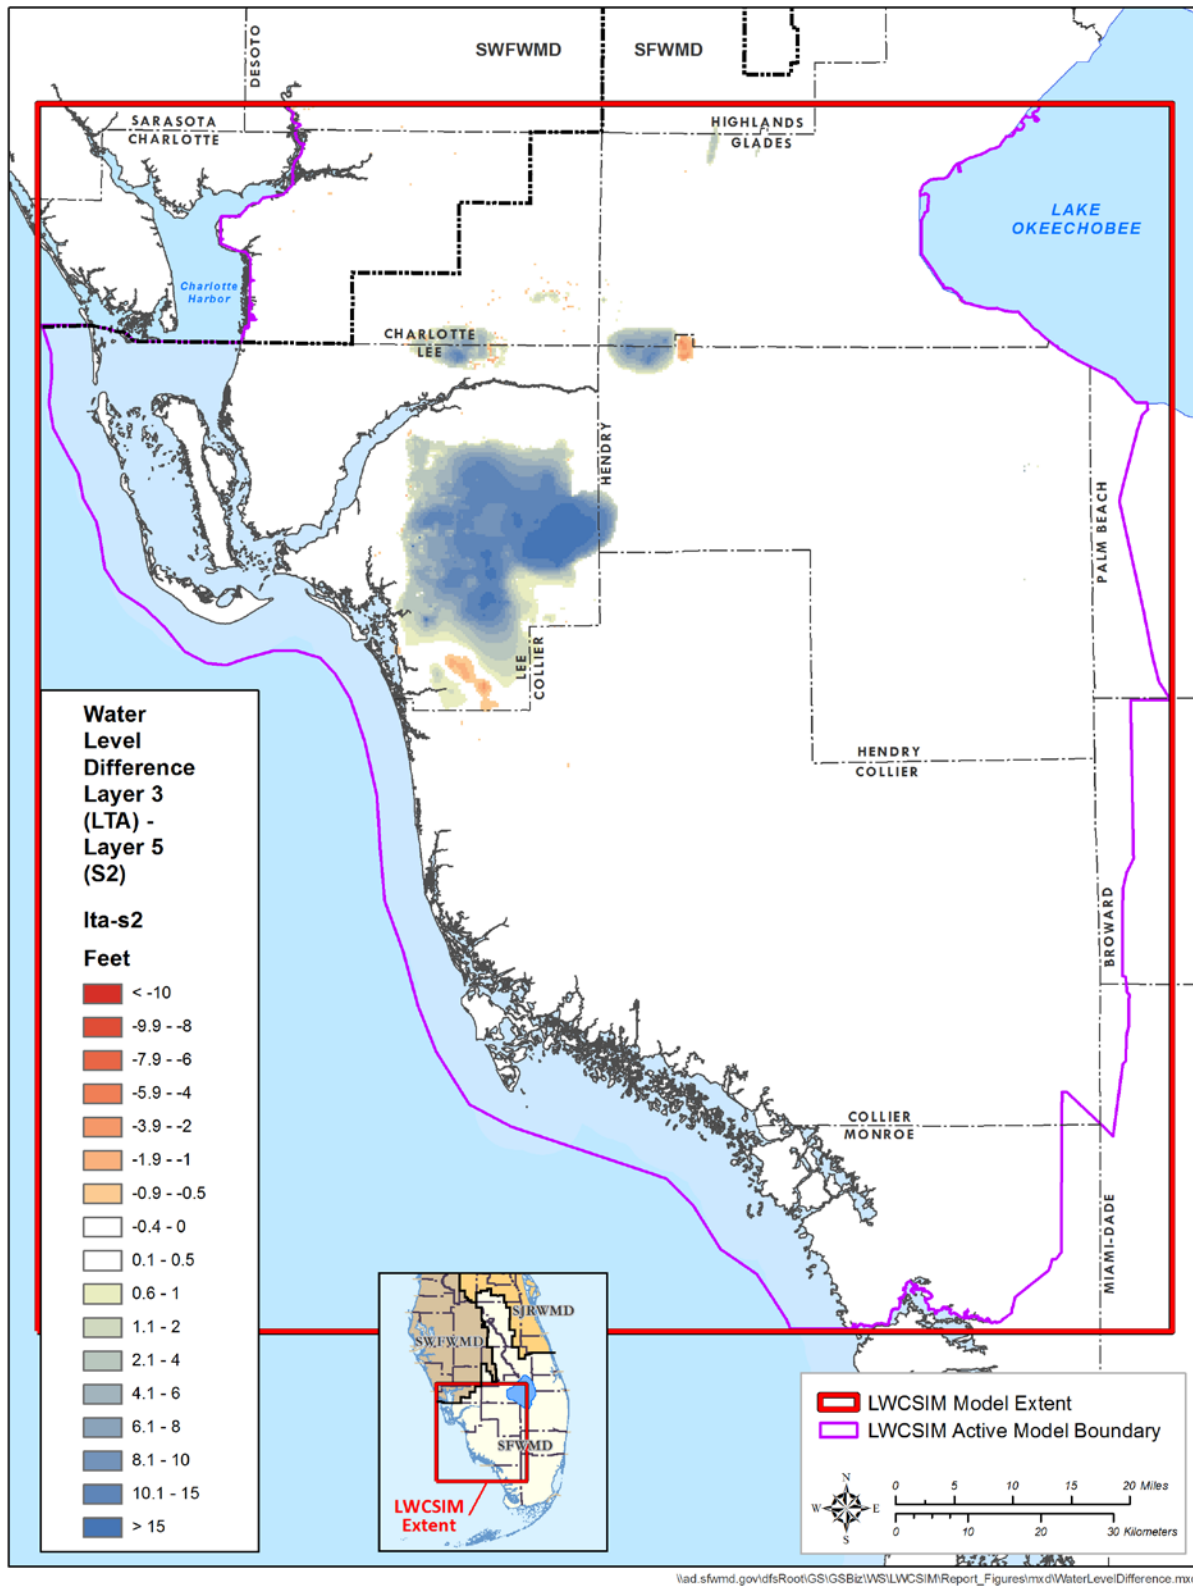 SWFWMD
SFWMD
DESOTO
SARASOTA
CHARLOTTE
HIGHLANDS
GLADES
LAKE
OKEECHOBEE
Charlotte
Harbor
CHARLOTTE
LEE
HENDRY
PALM BEACH
LEE
COLLIER
HENDRY
COLLIER
BROWARD
COLLIER
MONROE
MIAMI-DADE
Water
Level
Difference
Layer 3
(LTA) -
Layer 5
(S2)
lta-s2
Feet
< -10
-9.9 - -8
-7.9 - -6
-5.9 - -4
-3.9 - -2
-1.9 - -1
-0.9 - -0.5
-0.4 - 0
0.1 - 0.5
0.6 - 1
1.1 - 2
2.1 - 4
4.1 - 6
6.1 - 8
8.1 - 10
10.1 - 15
> 15
SJRWMD
SWFWMD
SFWMD
LWCSIM
Extent
LWCSIM Model Extent
LWCSIM Active Model Boundary
N
W E
S
0 5 10 15 20 Miles
0 10 20 30 Kilometers
\\ad.sfwmd.gov\dfsRoot\GS\GSBiz\WS\LWCSIM\Report_Figures\mxd\WaterLevelDifference.mxd